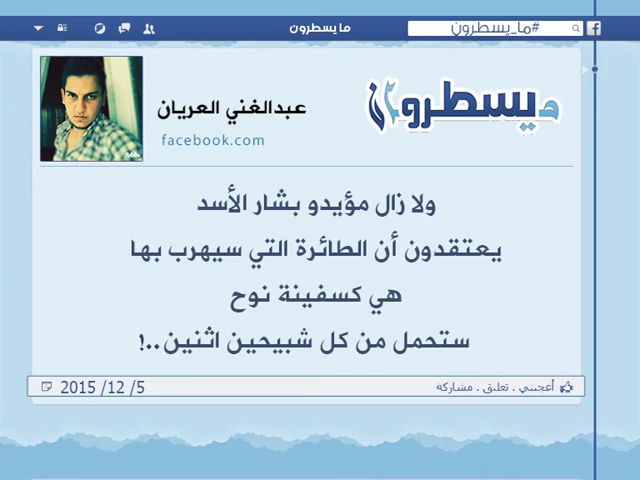 ما يسطرون
#ما_يسطرون
f
ما يسطرون
عبدالغني العريان
facebook.com
ولا زال مؤيدو بشار الأسد
يعتقدون أن الطائرة التي سيهرب بها
هي كسفينة نوح
ستحمل من كل شبيحين اثنين..!
أعجبني . تعليق . مشاركة
2015 /12 /5